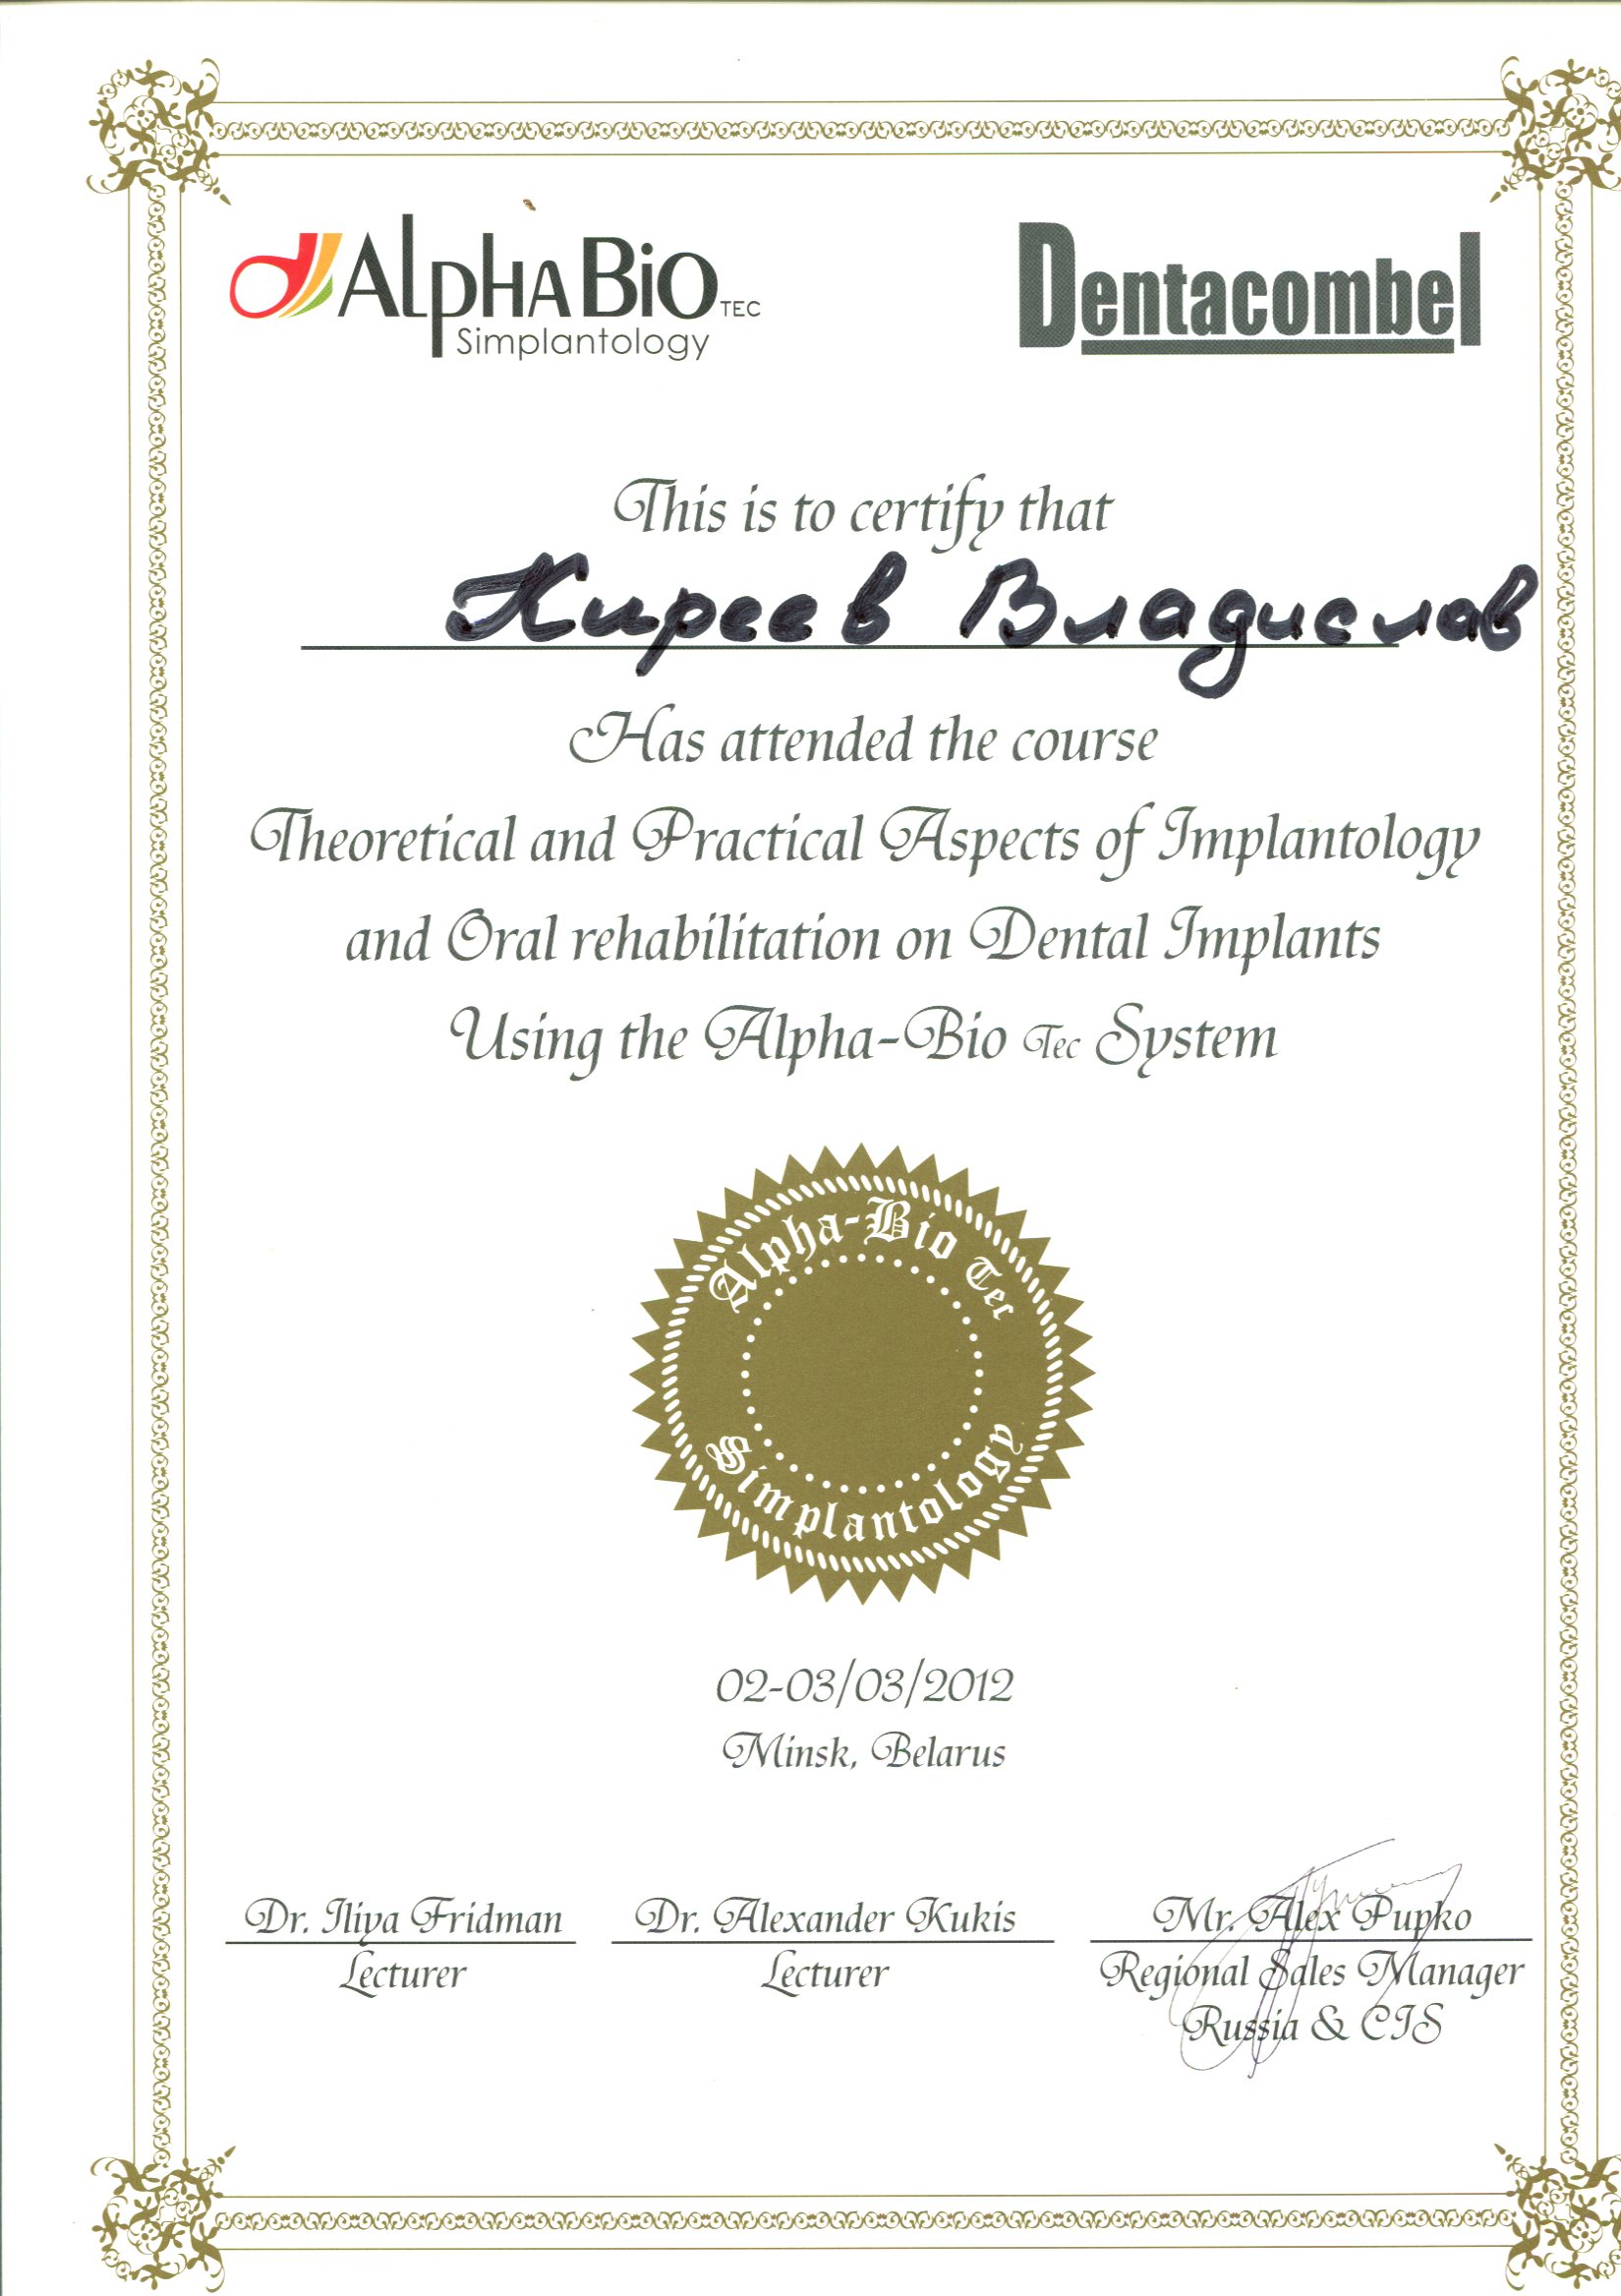 Alpha Bio TEC
Simplantology
Dentacombel
This is to certify that
Киреев Владислав
Has attended the course
Theoretical and Practical Aspects of Implantology
and Oral rehabilitation on Dental Implants
Using the Alpha-Bio Tec System
Alpha-Bio Tec
Simplantology
02-03/03/2012
Minsk, Belarus
Dr. Iliya Fridman
Lecturer
Dr. Alexander Kukis
Lecturer
Mr. Alex Pupko
Regional Sales Manager
Russia & CIS